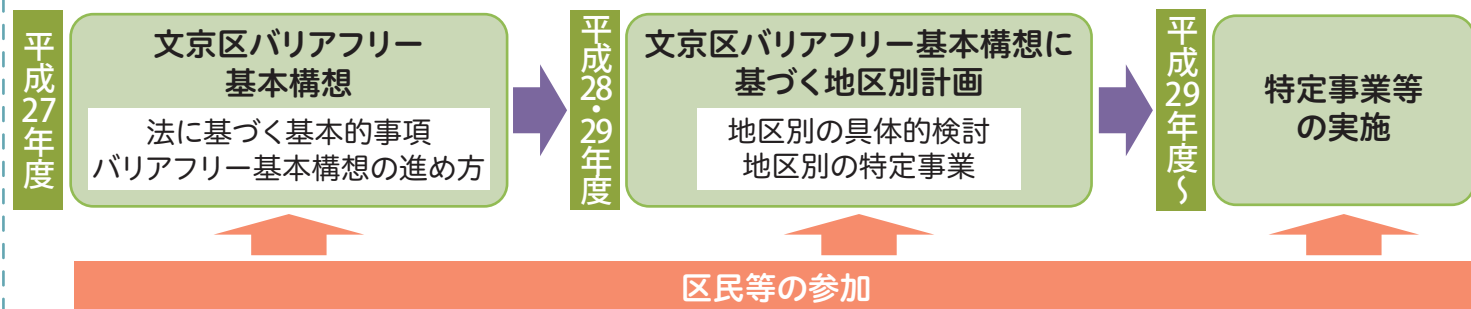 平成27年度
文京区バリアフリー
基本構想
法に基づく基本的事項
バリアフリー基本構想の進め方
平成28・29年度
文京区バリアフリー基本構想に
基づく地区別計画
地区別の具体的検討
地区別の特定事業
平成29年度〜
特定事業等
の実施
区民等の参加